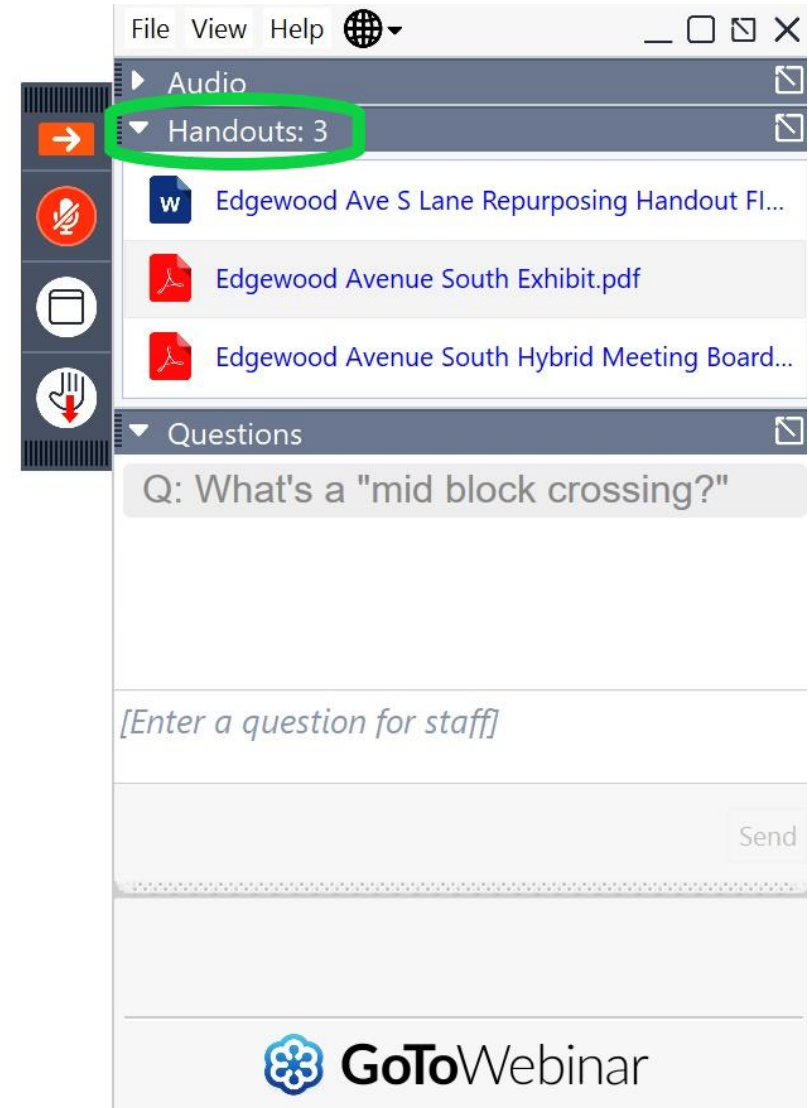 File View Help
Audio
Handouts: 3
W Edgewood Ave S Lane Repurposing Handout FI...
Edgewood Avenue South Exhibit.pdf
Edgewood Avenue South Hybrid Meeting Board...
Questions
Q: What's a "mid block crossing?"
[Enter a question for staff]
Send
GoToWebinar